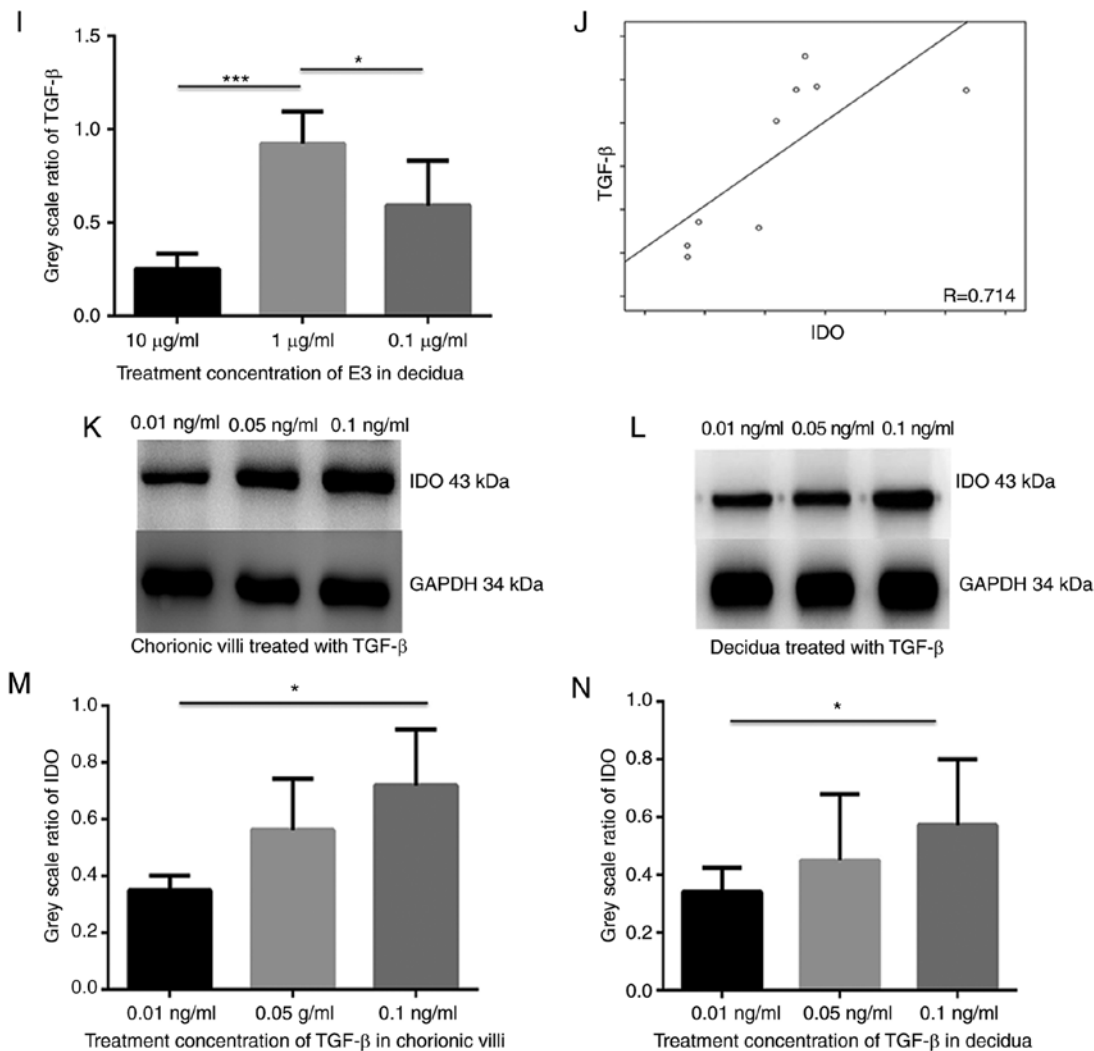 I
Grey scale ratio of TGF-β
1.5
1.0
0.5
0.0
***
*
10 μg/ml 1 μg/ml 0.1 μg/ml
Treatment concentration of E3 in decidua
J
TGF-β
R=0.714
IDO
K
0.01 ng/ml 0.05 ng/ml 0.1 ng/ml
IDO 43 kDa
GAPDH 34 kDa
Chorionic villi treated with TGF-β
L
0.01 ng/ml 0.05 ng/ml 0.1 ng/ml
IDO 43 kDa
GAPDH 34 kDa
Decidua treated with TGF-β
M
Grey scale ratio of IDO
1.0
0.8
0.6
0.4
0.2
0.0
*
0.01 ng/ml 0.05 g/ml 0.1 ng/ml
Treatment concentration of TGF-β in chorionic villi
N
Grey scale ratio of IDO
1.0
0.8
0.6
0.4
0.2
0.0
*
0.01 ng/ml 0.05 ng/ml 0.1 ng/ml
Treatment concentration of TGF-β in decidua